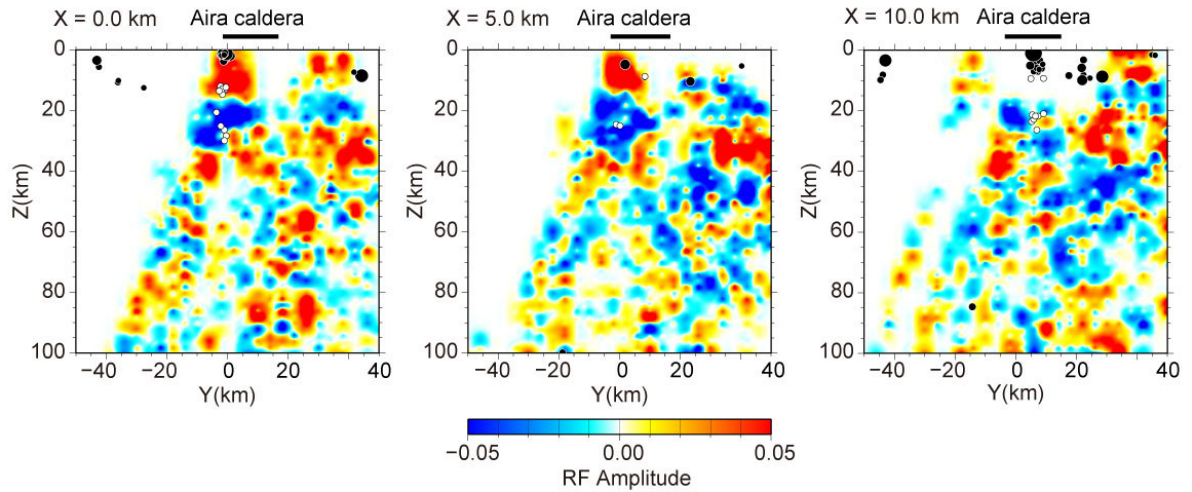 X = 0.0 km Aira caldera
0
20
40
60
80
100
Z(km)
−40 −20 0 20 40
Y(km)
X = 5.0 km Aira caldera
0
20
40
60
80
100
Z(km)
−40 −20 0 20 40
Y(km)
X = 10.0 km Aira caldera
0
20
40
60
80
100
Z(km)
−40 −20 0 20 40
Y(km)
−0.05 0.00 0.05
RF Amplitude